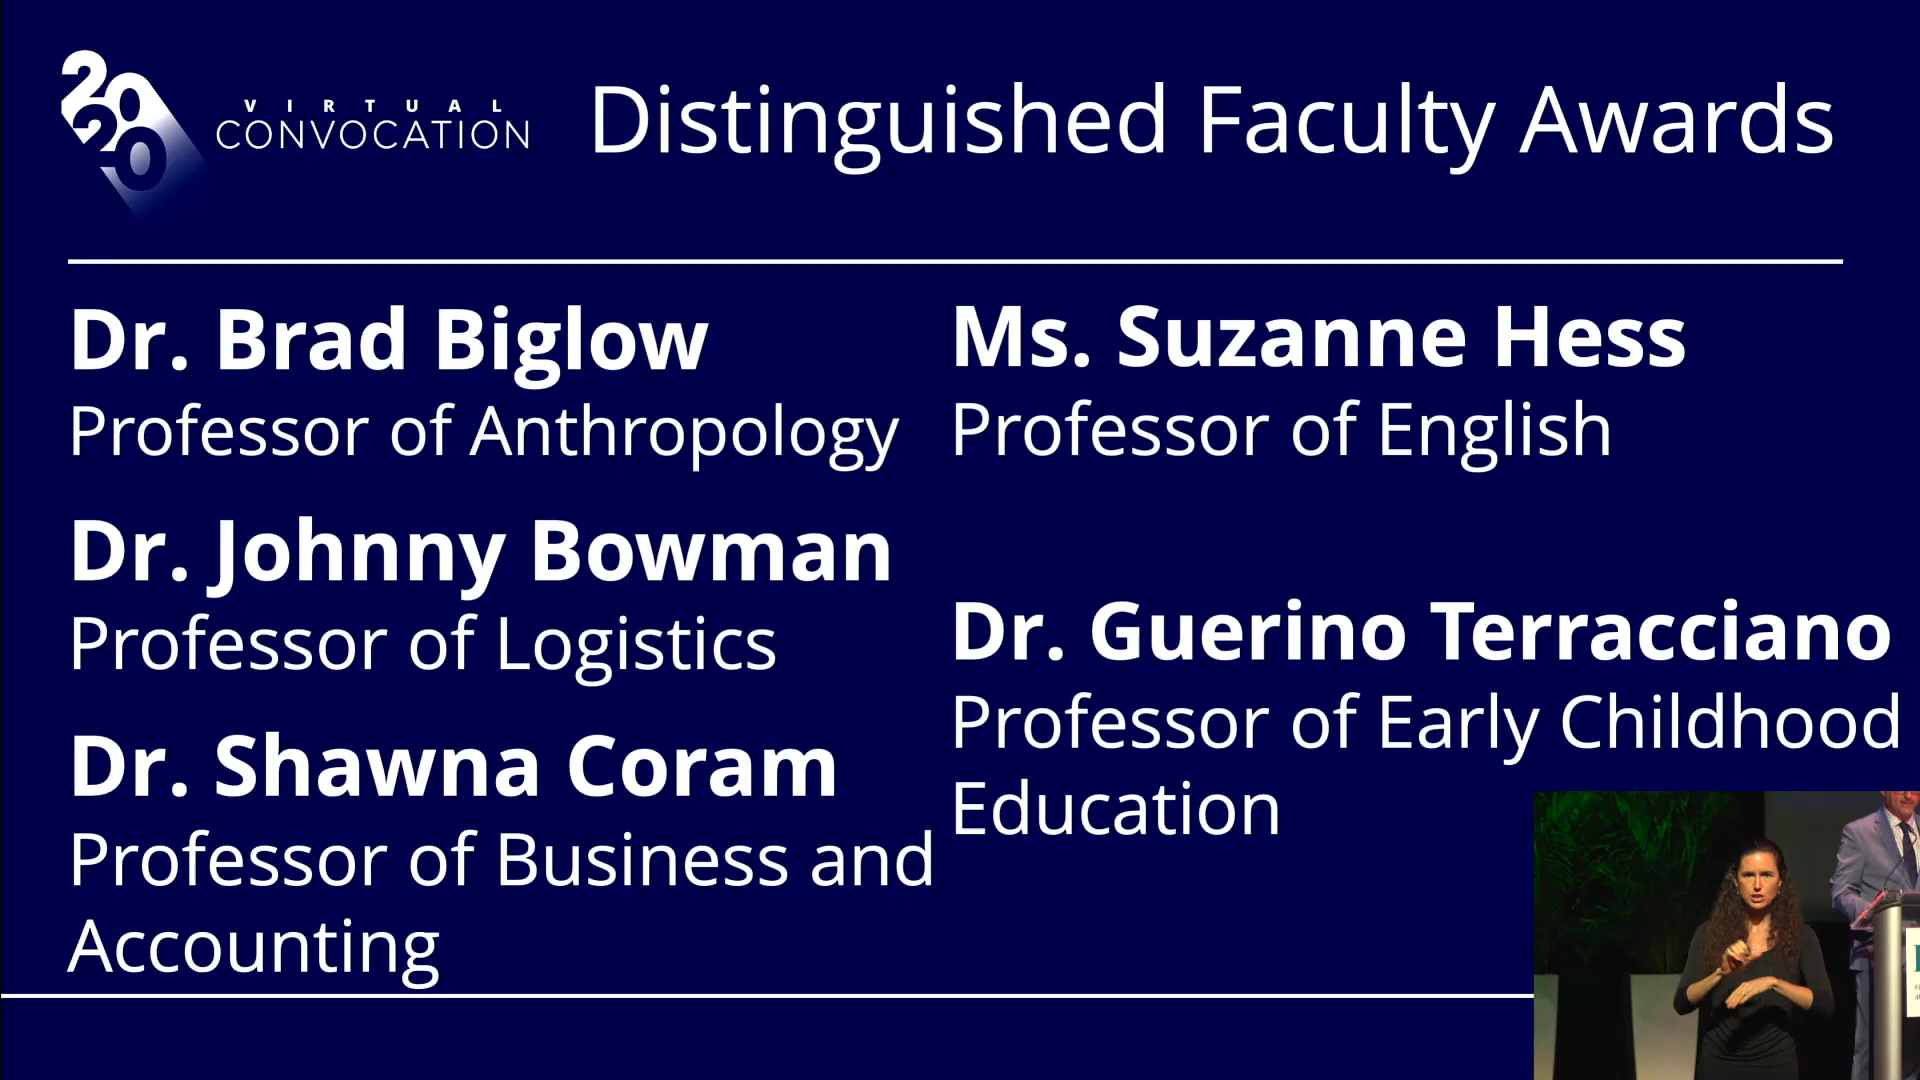 2020
VIRTUAL
CONVOCATION
Distinguished Faculty Awards
Dr. Brad Biglow
Professor of Anthropology
Dr. Johnny Bowman
Professor of Logistics
Dr. Shawna Coram
Professor of Business and
Accounting
Ms. Suzanne Hess
Professor of English
Dr. Guerino Terracciano
Professor of Early Childhood
Education